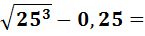 √25³ − 0,25 =